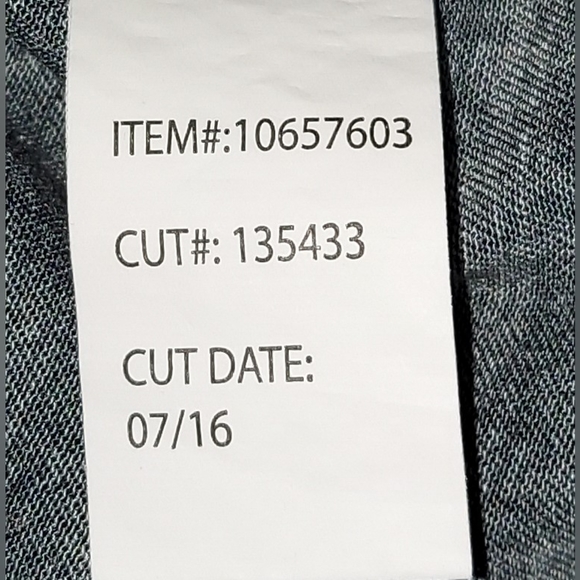 ITEM#:10657603
CUT#: 135433
CUT DATE:
07/16